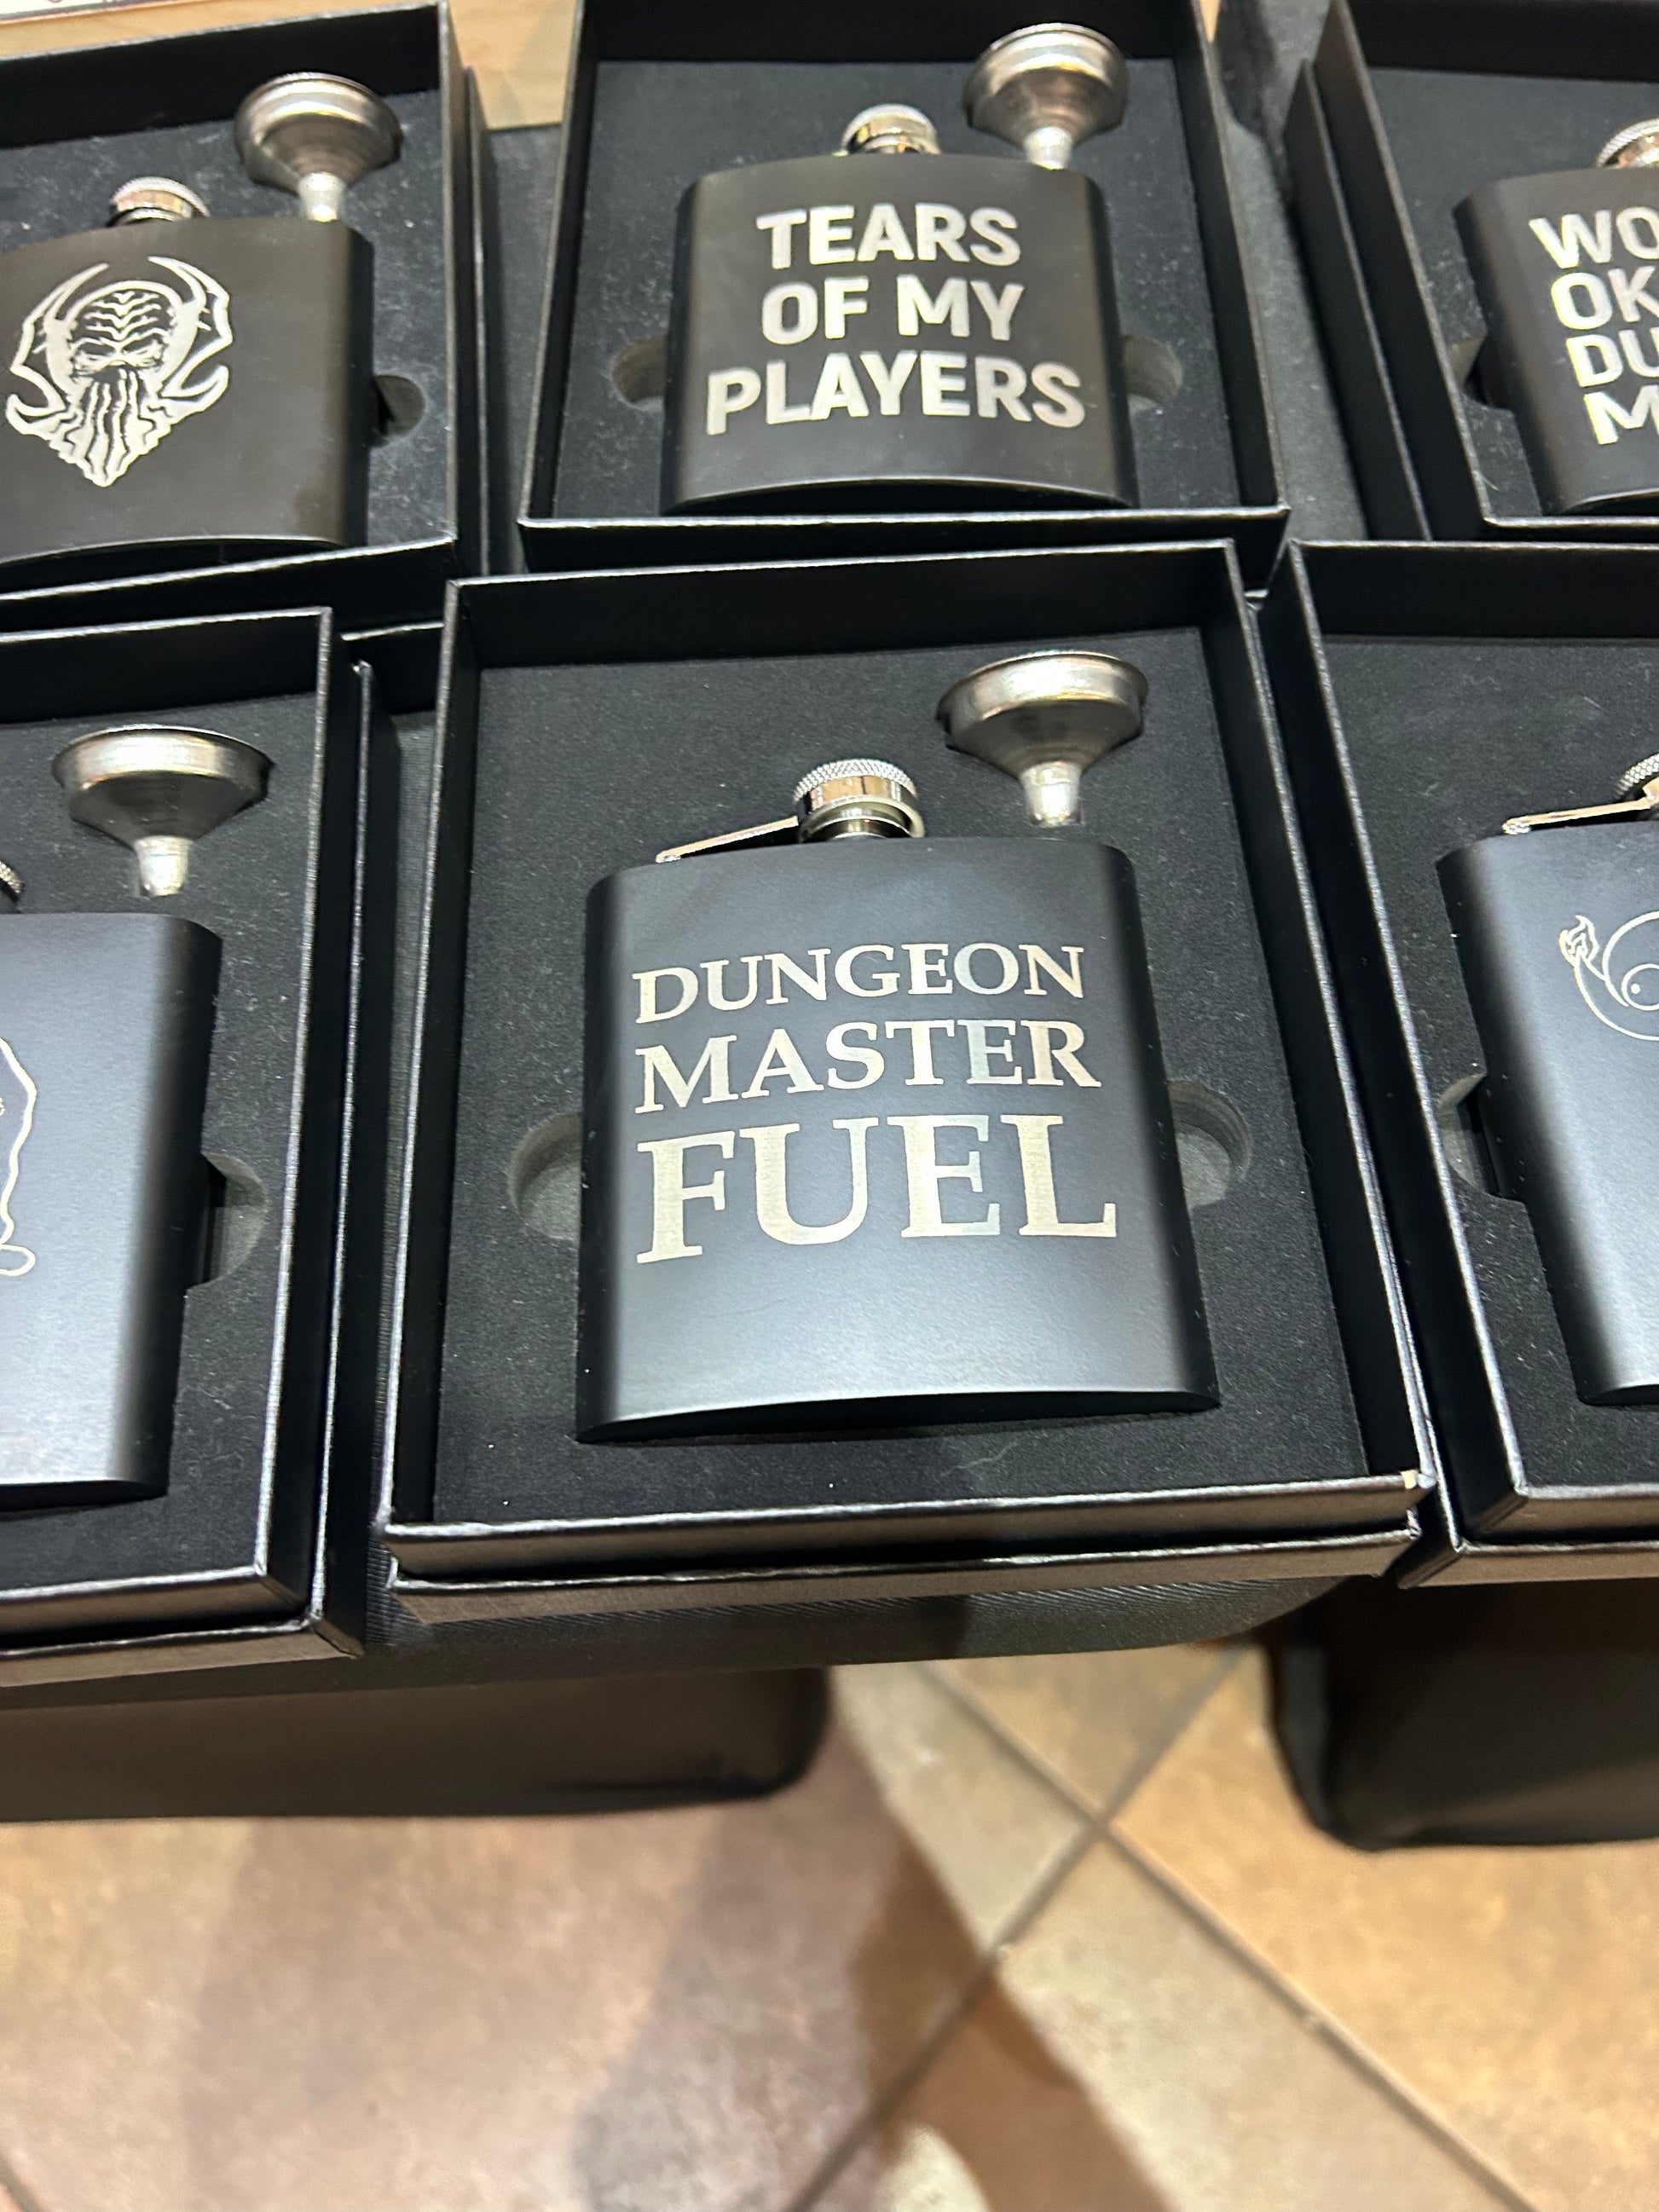 TEARS
OF MY
PLAYERS
DUNGEON
MASTER
FUEL